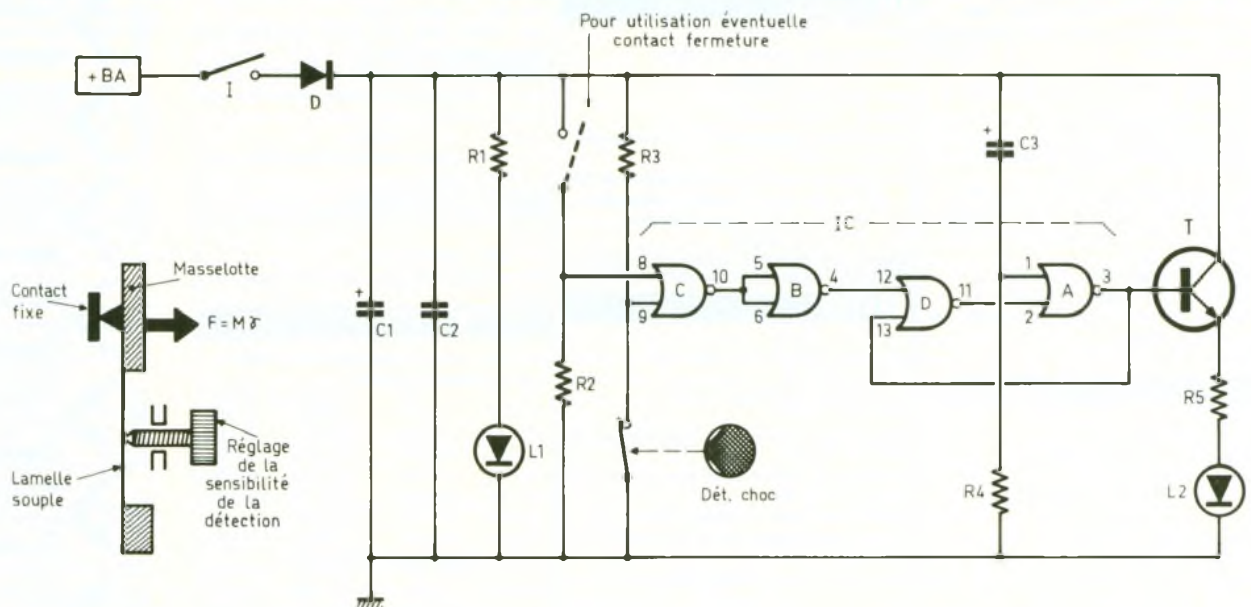 Pour utilisation éventuelle
contact fermeture
+ BA
I
D
R1
R3
C3
+
IC
T
Masselotte
Contact
fixe
F = M γ
+
C1
C2
8
9
C
10
5
6
B
4
12
13
D
11
1
2
A
3
R2
R5
Réglage
de la
sensibilité
de la
détection
Lamelle
souple
L1
Dét. choc
R4
L2